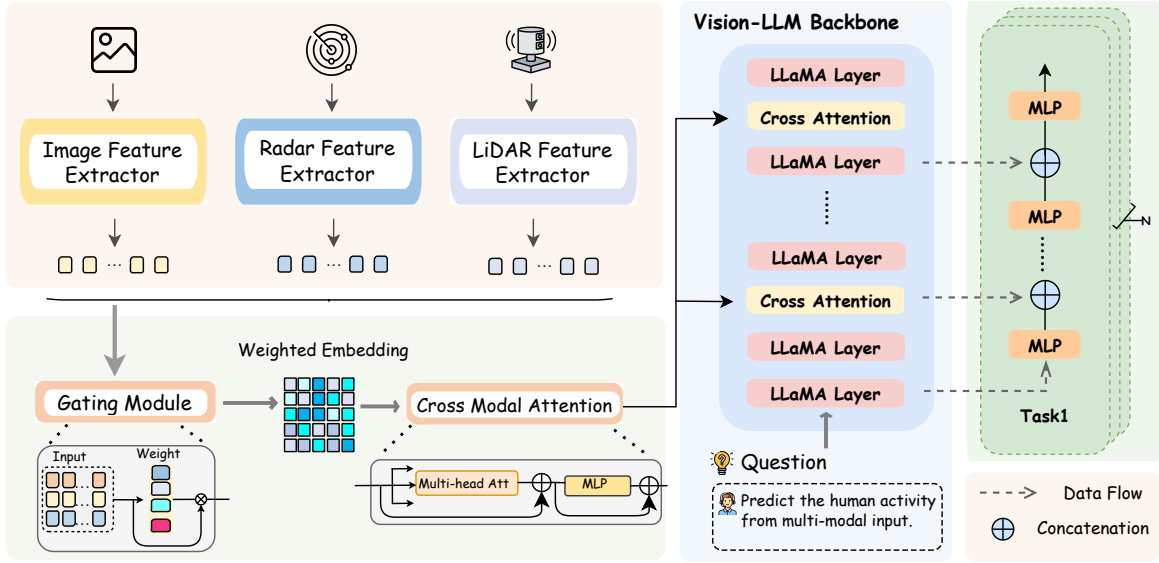 Image Feature
Extractor
Radar Feature
Extractor
LiDAR Feature
Extractor
...
...
...
Weighted Embedding
Gating Module
Cross Modal Attention
Input
Weight
Multi-head Att
MLP
Vision-LLM Backbone
LLaMA Layer
Cross Attention
LLaMA Layer
LLaMA Layer
Cross Attention
LLaMA Layer
LLaMA Layer
Question
Predict the human activity
from multi-modal input.
MLP
MLP
MLP
Task1
N
Data Flow
Concatenation